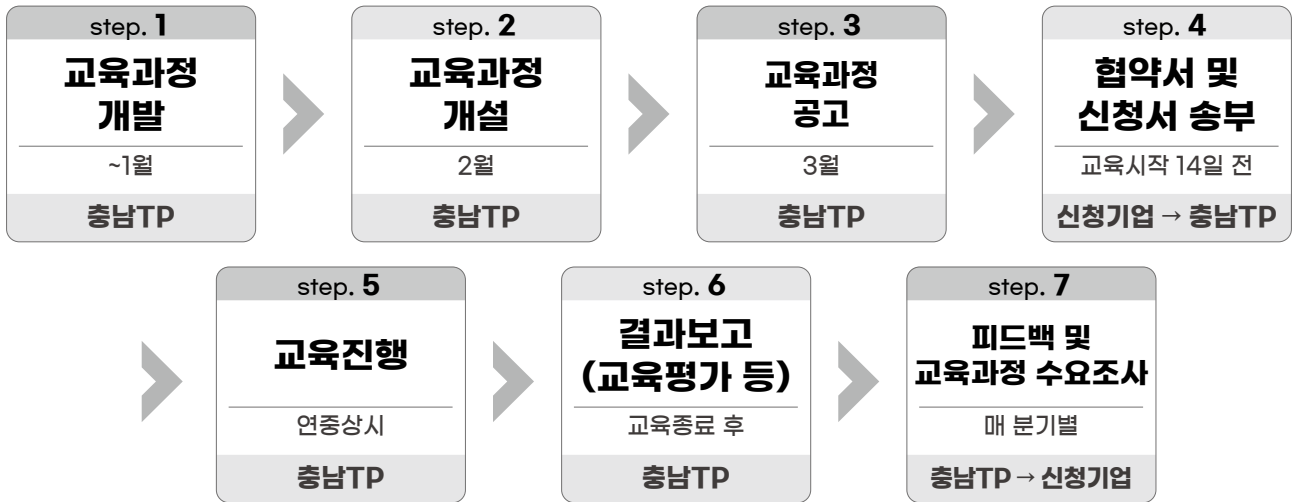 step. 1
교육과정
개발
~1월
충남TP
step. 2
교육과정
개설
2월
충남TP
step. 3
교육과정
공고
3월
충남TP
step. 4
협약서 및
신청서 송부
교육시작 14일 전
신청기업 → 충남TP
step. 5
교육진행
연중상시
충남TP
step. 6
결과보고
(교육평가 등)
교육종료 후
충남TP
step. 7
피드백 및
교육과정 수요조사
매 분기별
충남TP → 신청기업